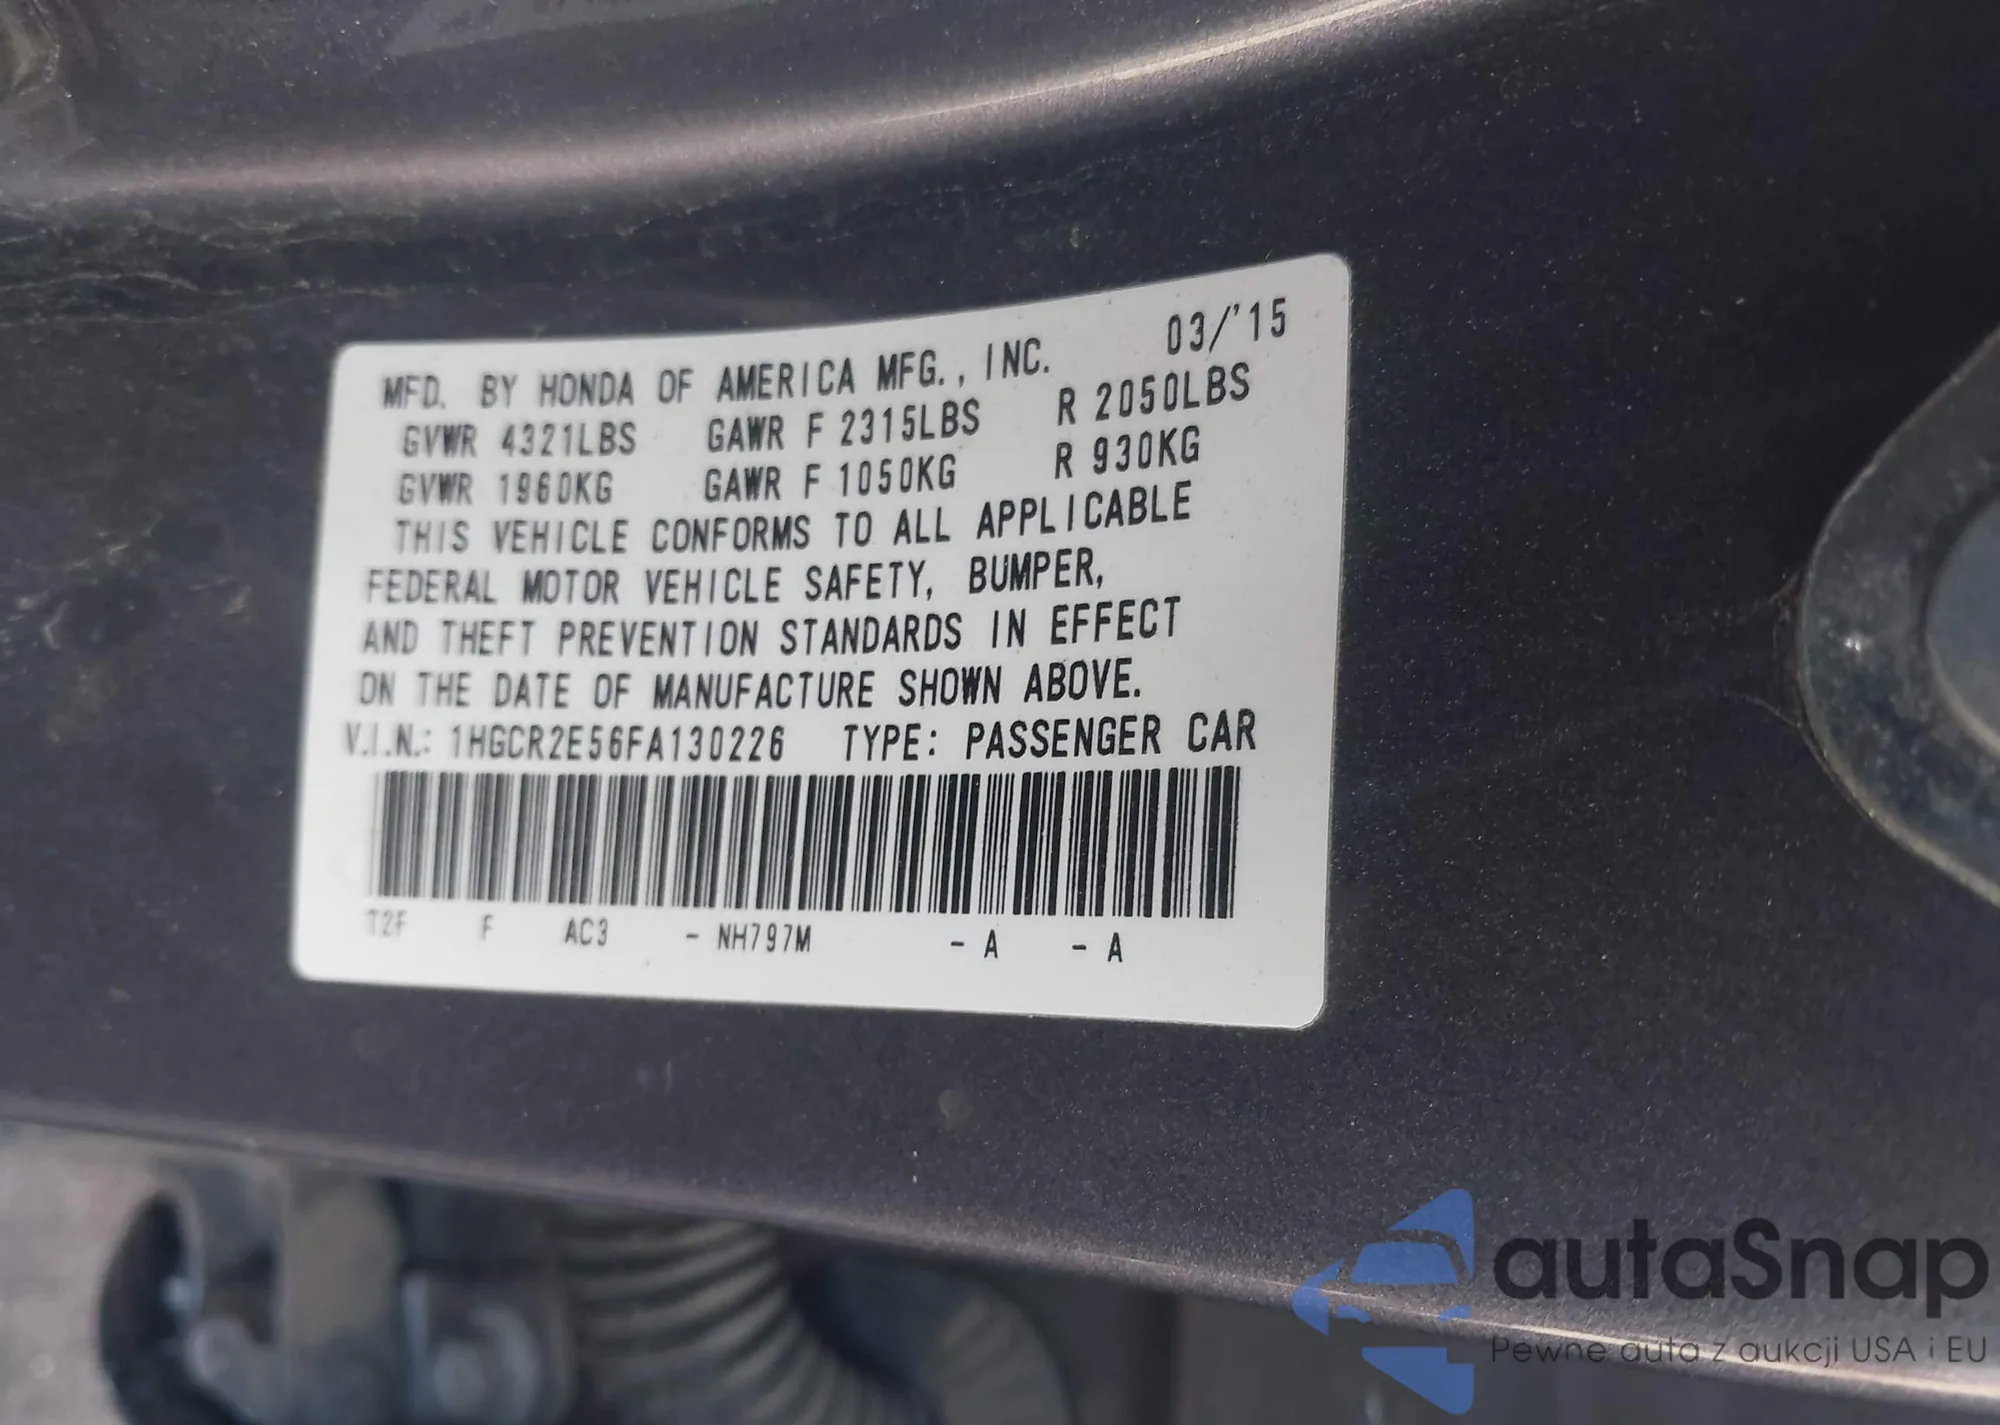 03/'15
MFD. BY HONDA OF AMERICA MFG., INC.
GVWR 4321LBS GAWR F 2315LBS R 2050LBS
GVWR 1960KG GAWR F 1050KG R 930KG
THIS VEHICLE CONFORMS TO ALL APPLICABLE
FEDERAL MOTOR VEHICLE SAFETY, BUMPER,
AND THEFT PREVENTION STANDARDS IN EFFECT
ON THE DATE OF MANUFACTURE SHOWN ABOVE.
V.I.N.: 1HGCR2E56FA130226 TYPE: PASSENGER CAR
T2F F AC3 - NH797M - A - A
autaSnap
Pewne auta z aukcji USA i EU